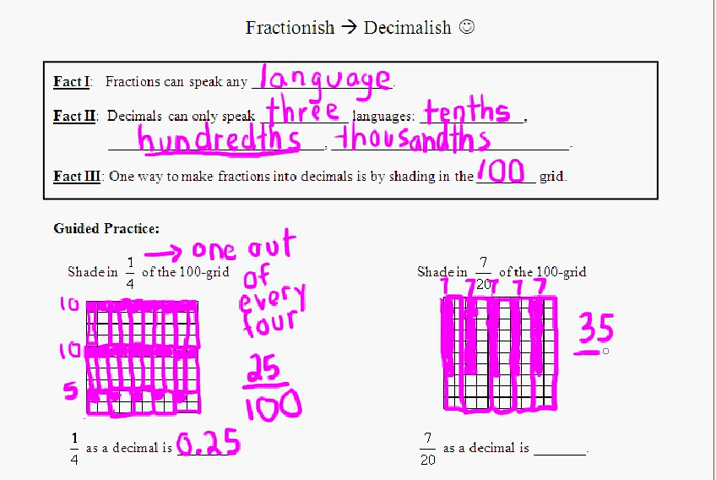 Fractionish → Decimalish ☺
Fact I: Fractions can speak any language.
Fact II: Decimals can only speak three languages: tenths,
hundredths, thousandths.
Fact III: One way to make fractions into decimals is by shading in the 100 grid.
Guided Practice:
Shade in 1/4 of the 100-grid
→ one out
of
every
four
10
10
5
25/100
1/4 as a decimal is 0.25
Shade in 7/20 of the 100-grid
7 7 7 7 7
35
7/20 as a decimal is ______.